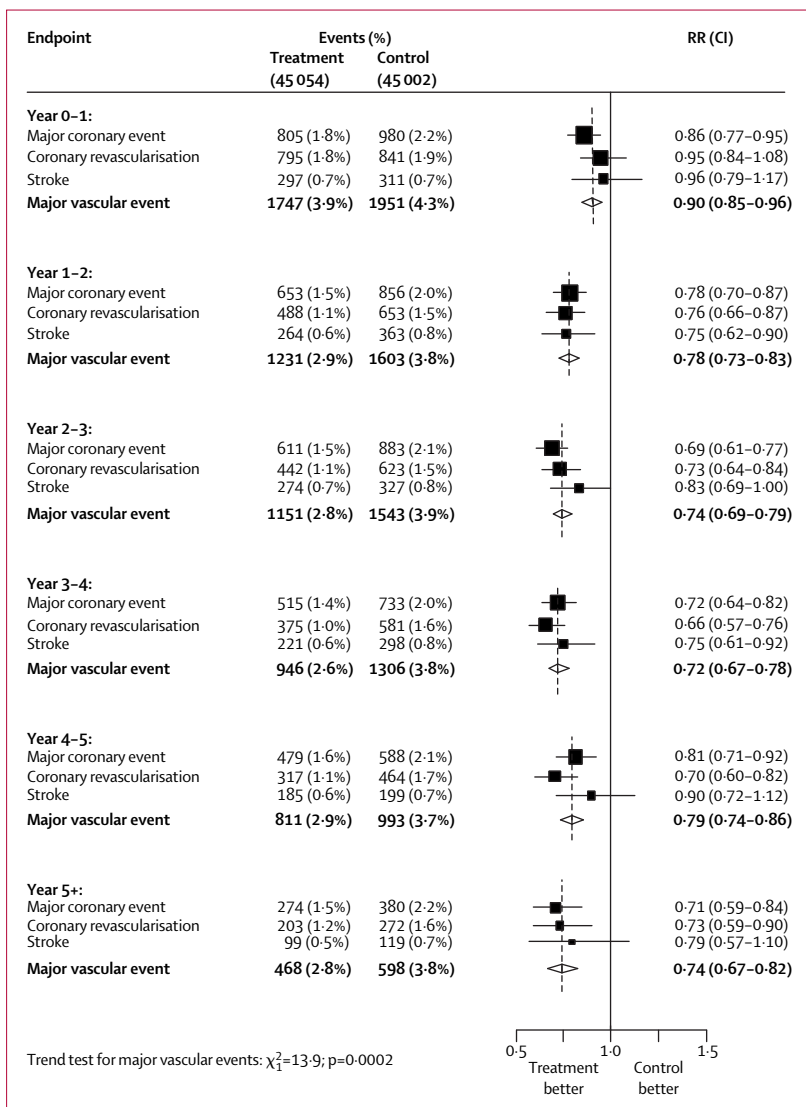 Endpoint Events (%) RR (CI)
Treatment Control
(45 054) (45 002)
Year 0–1:
Major coronary event 805 (1·8%) 980 (2·2%) 0·86 (0·77–0·95)
Coronary revascularisation 795 (1·8%) 841 (1·9%) 0·95 (0·84–1·08)
Stroke 297 (0·7%) 311 (0·7%) 0·96 (0·79–1·17)
Major vascular event 1747 (3·9%) 1951 (4·3%) 0·90 (0·85–0·96)
Year 1–2:
Major coronary event 653 (1·5%) 856 (2·0%) 0·78 (0·70–0·87)
Coronary revascularisation 488 (1·1%) 653 (1·5%) 0·76 (0·66–0·87)
Stroke 264 (0·6%) 363 (0·8%) 0·75 (0·62–0·90)
Major vascular event 1231 (2·9%) 1603 (3·8%) 0·78 (0·73–0·83)
Year 2–3:
Major coronary event 611 (1·5%) 883 (2·1%) 0·69 (0·61–0·77)
Coronary revascularisation 442 (1·1%) 623 (1·5%) 0·73 (0·64–0·84)
Stroke 274 (0·7%) 327 (0·8%) 0·83 (0·69–1·00)
Major vascular event 1151 (2·8%) 1543 (3·9%) 0·74 (0·69–0·79)
Year 3–4:
Major coronary event 515 (1·4%) 733 (2·0%) 0·72 (0·64–0·82)
Coronary revascularisation 375 (1·0%) 581 (1·6%) 0·66 (0·57–0·76)
Stroke 221 (0·6%) 298 (0·8%) 0·75 (0·61–0·92)
Major vascular event 946 (2·6%) 1306 (3·8%) 0·72 (0·67–0·78)
Year 4–5:
Major coronary event 479 (1·6%) 588 (2·1%) 0·81 (0·71–0·92)
Coronary revascularisation 317 (1·1%) 464 (1·7%) 0·70 (0·60–0·82)
Stroke 185 (0·6%) 199 (0·7%) 0·90 (0·72–1·12)
Major vascular event 811 (2·9%) 993 (3·7%) 0·79 (0·74–0·86)
Year 5+:
Major coronary event 274 (1·5%) 380 (2·2%) 0·71 (0·59–0·84)
Coronary revascularisation 203 (1·2%) 272 (1·6%) 0·73 (0·59–0·90)
Stroke 99 (0·5%) 119 (0·7%) 0·79 (0·57–1·10)
Major vascular event 468 (2·8%) 598 (3·8%) 0·74 (0·67–0·82)
0·5 1·0 1·5
Trend test for major vascular events: χ²₁=13·9; p=0·0002
Treatment Control
better better